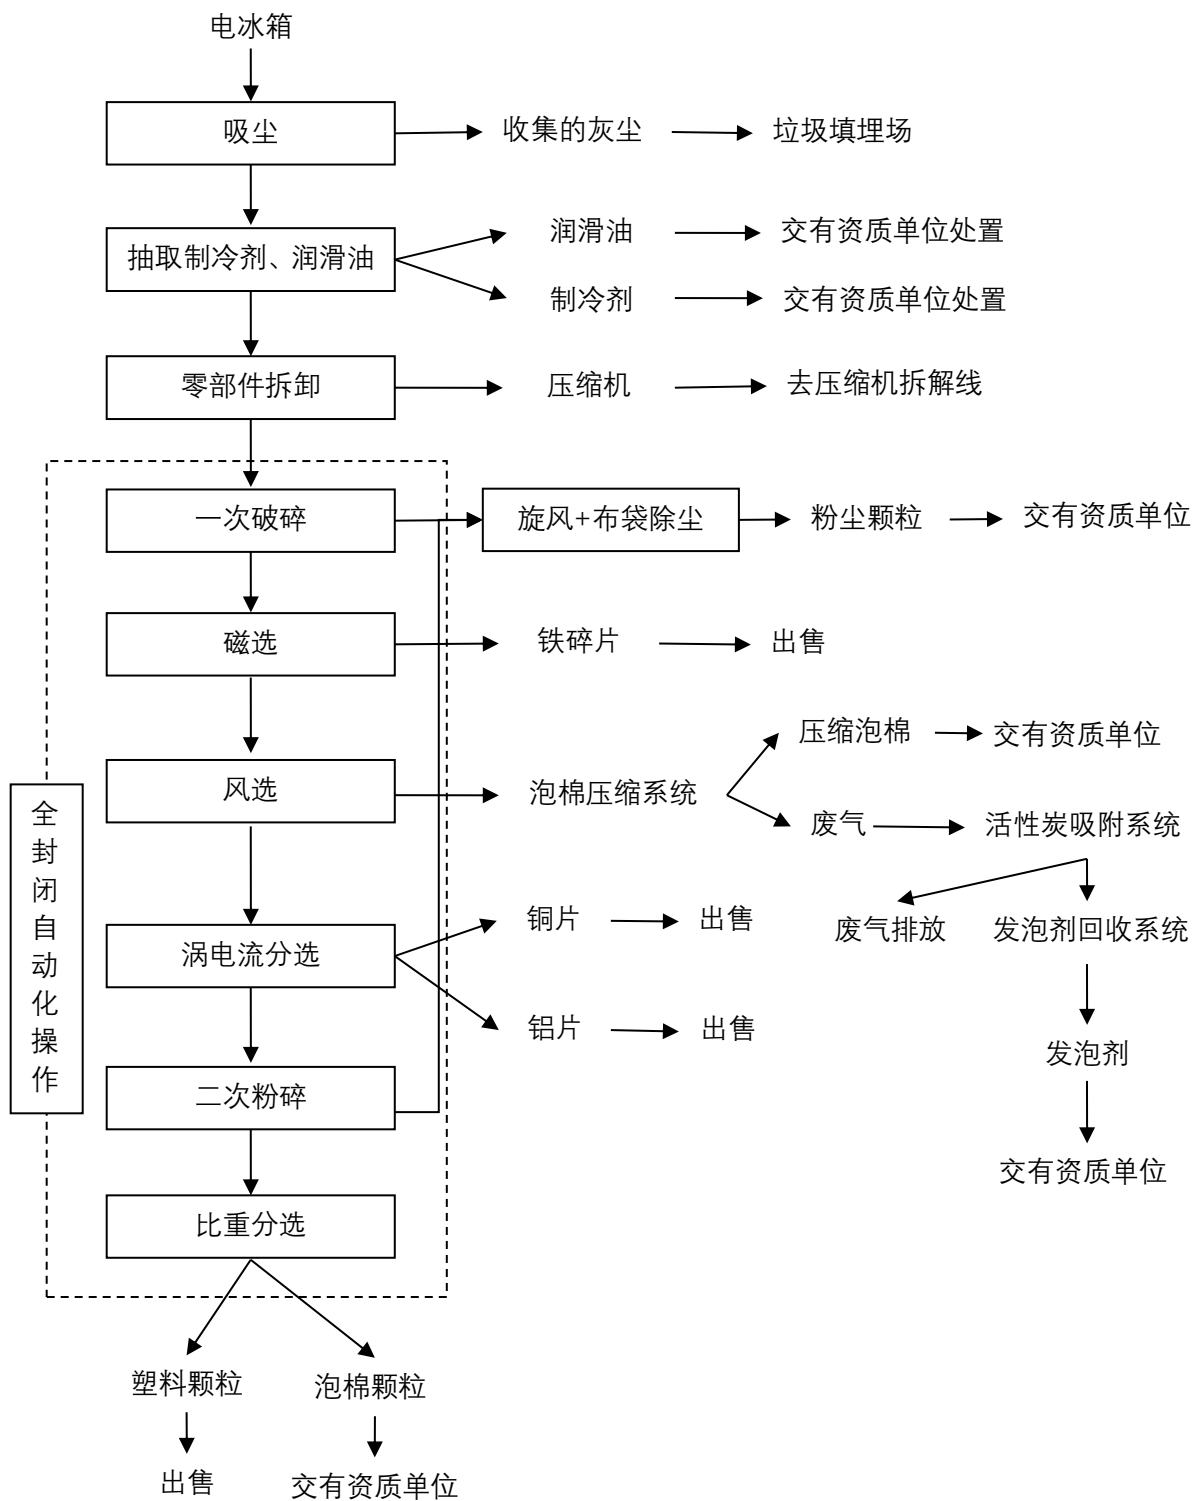 电冰箱
吸尘
收集的灰尘
垃圾填埋场
抽取制冷剂、润滑油
润滑油
交有资质单位处置
制冷剂
交有资质单位处置
零部件拆卸
压缩机
去压缩机拆解线
一次破碎
旋风+布袋除尘
粉尘颗粒
交有资质单位
磁选
铁碎片
出售
风选
泡棉压缩系统
压缩泡棉
交有资质单位
废气
活性炭吸附系统
废气排放
发泡剂回收系统
发泡剂
交有资质单位
全封闭自动化操作
涡电流分选
铜片
出售
铝片
出售
二次粉碎
比重分选
塑料颗粒
泡棉颗粒
出售
交有资质单位